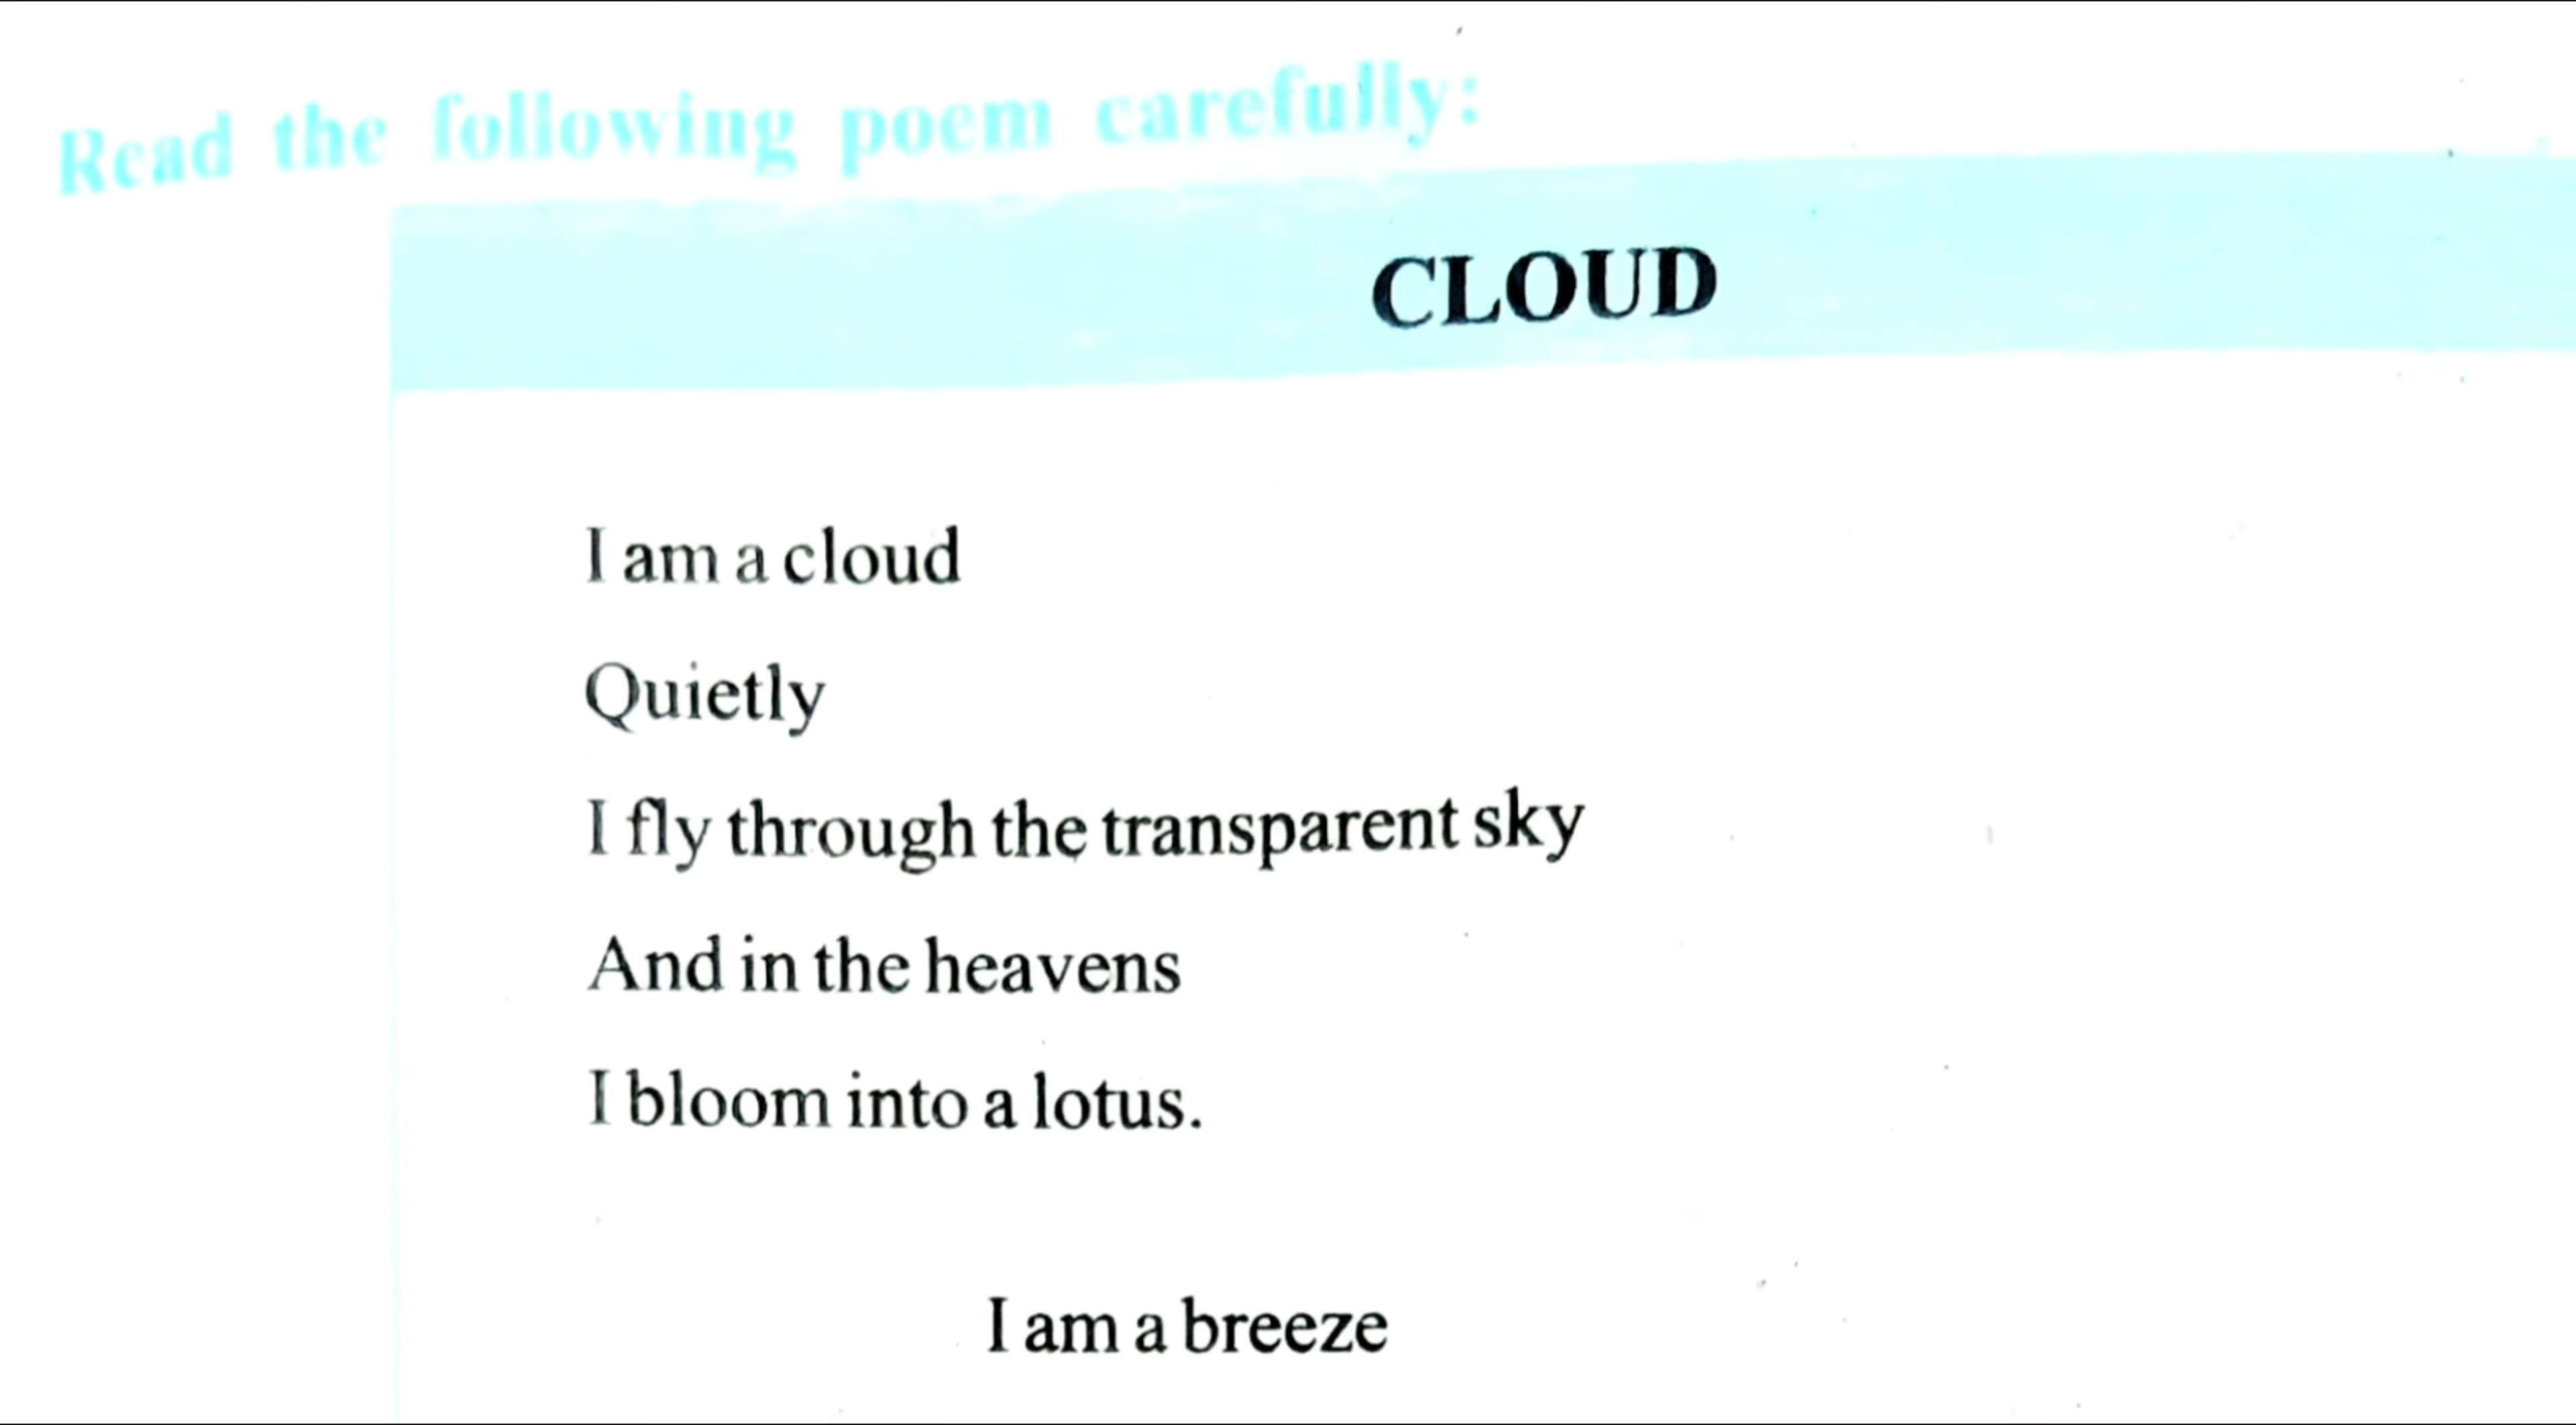 Read the following poem carefully:
CLOUD
I am a cloud
Quietly
I fly through the transparent sky
And in the heavens
I bloom into a lotus.
I am a breeze